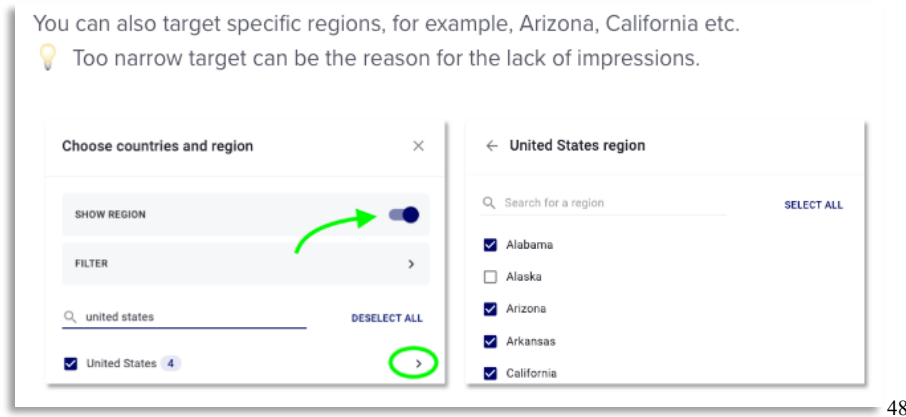 You can also target specific regions, for example, Arizona, California etc.
Too narrow target can be the reason for the lack of impressions.
Choose countries and region
SHOW REGION
FILTER
united states
DESELECT ALL
United States 4
United States region
Search for a region
SELECT ALL
Alabama
Alaska
Arizona
Arkansas
California
48